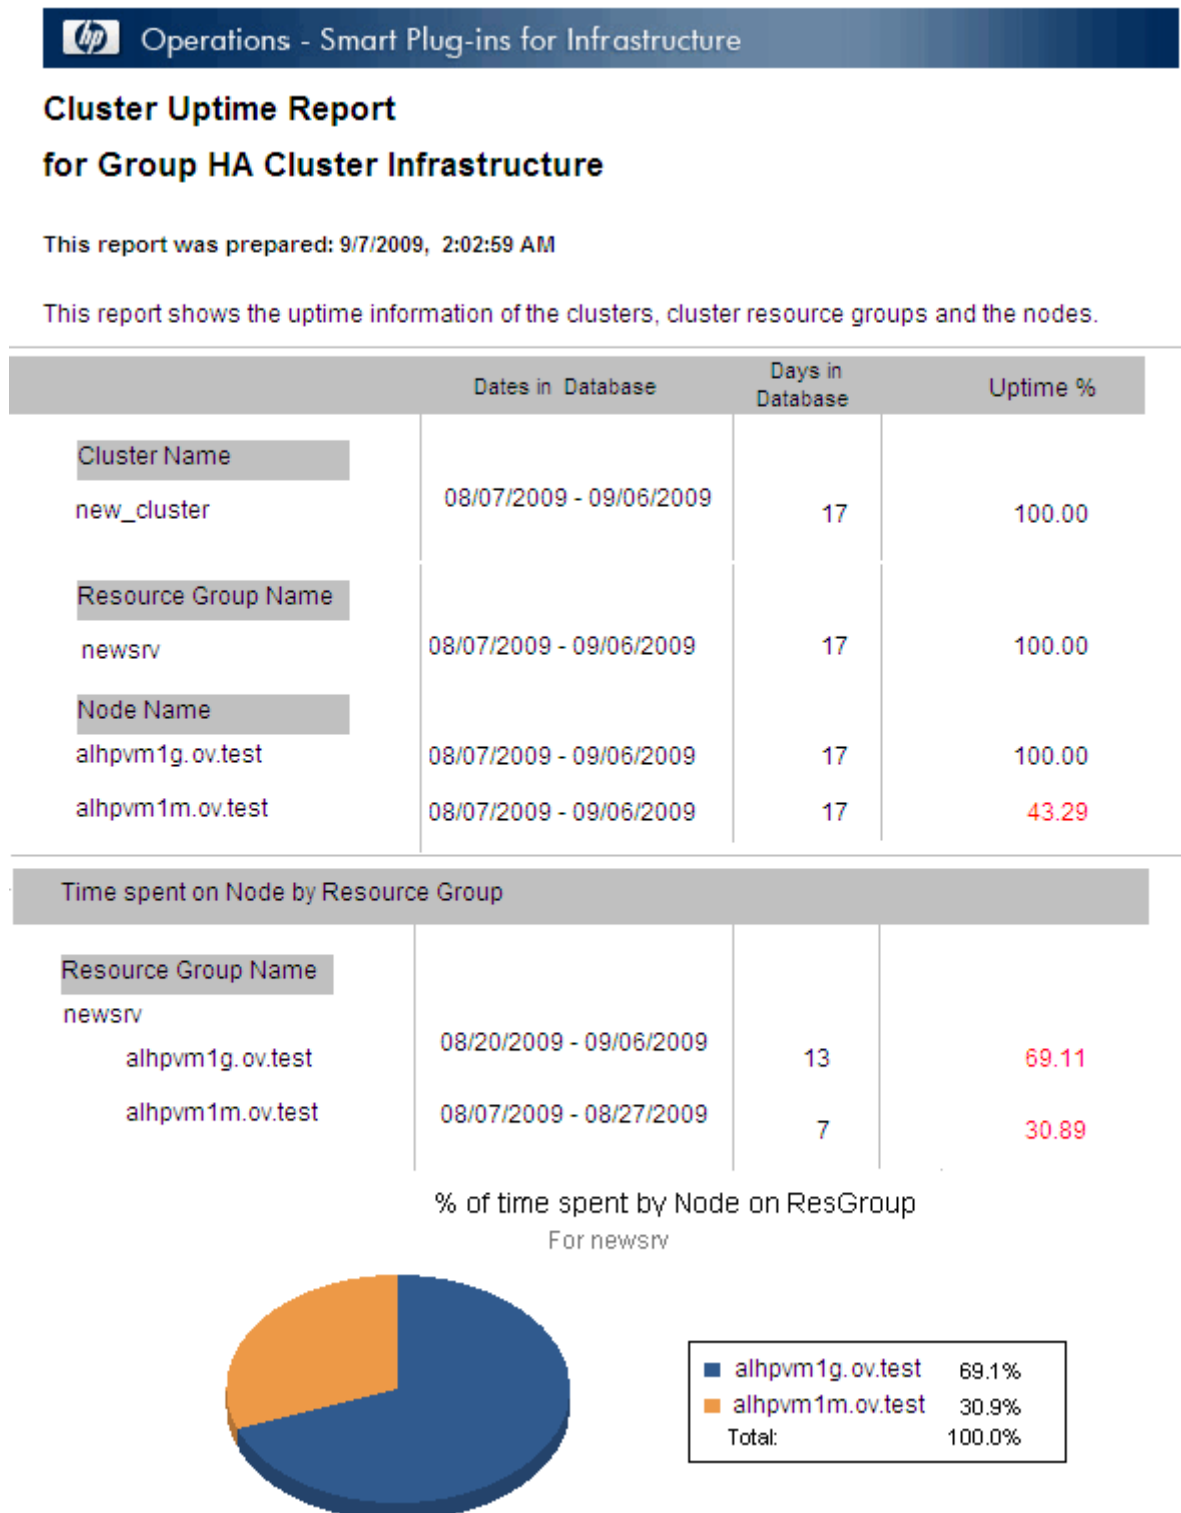 hp Operations - Smart Plug-ins for Infrastructure
Cluster Uptime Report
for Group HA Cluster Infrastructure
This report was prepared: 9/7/2009, 2:02:59 AM
This report shows the uptime information of the clusters, cluster resource groups and the nodes.
Dates in Database Days in Database Uptime %
Cluster Name
new_cluster 08/07/2009 - 09/06/2009 17 100.00
Resource Group Name
newsrv 08/07/2009 - 09/06/2009 17 100.00
Node Name
alhpvm1g.ov.test 08/07/2009 - 09/06/2009 17 100.00
alhpvm1m.ov.test 08/07/2009 - 09/06/2009 17 43.29
Time spent on Node by Resource Group
Resource Group Name
newsrv
alhpvm1g.ov.test 08/20/2009 - 09/06/2009 13 69.11
alhpvm1m.ov.test 08/07/2009 - 08/27/2009 7 30.89
% of time spent by Node on ResGroup
For newsrv
alhpvm1g.ov.test 69.1%
alhpvm1m.ov.test 30.9%
Total: 100.0%